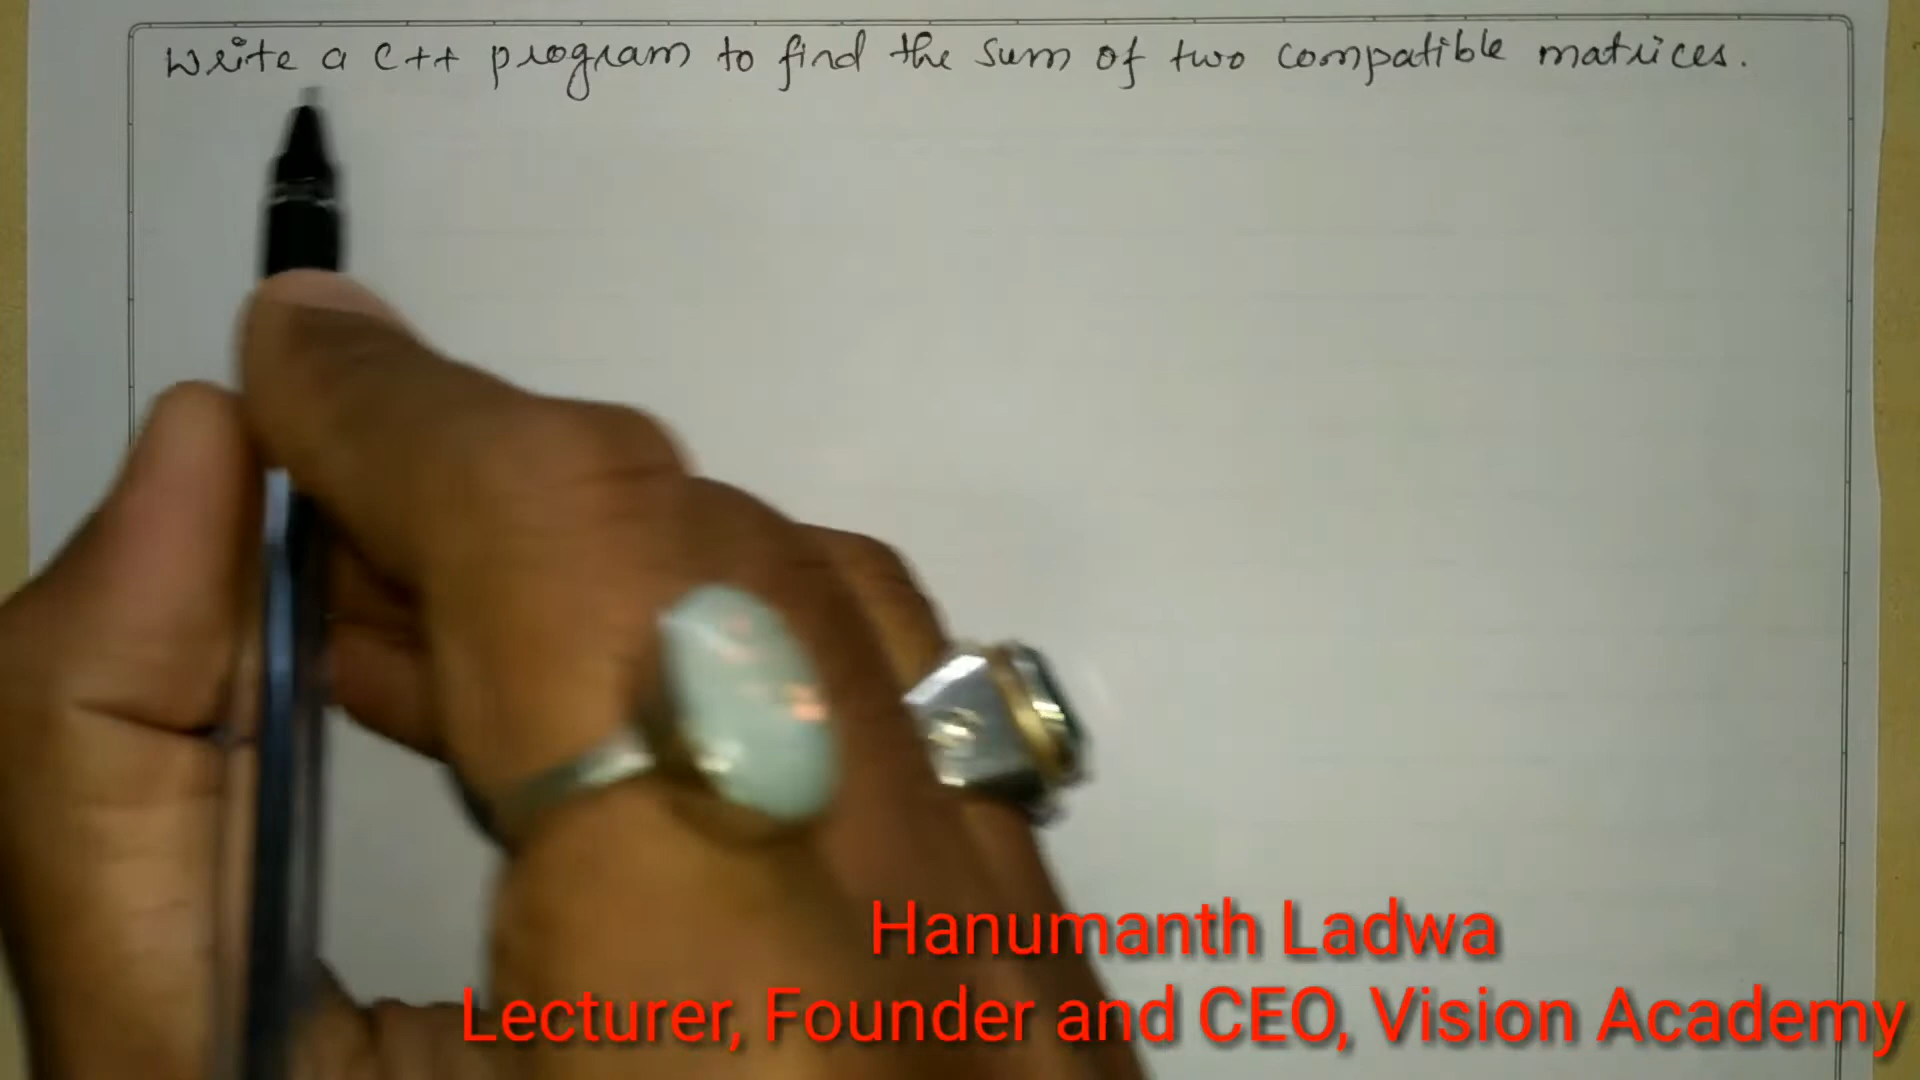 Write a C++ program to find the sum of two compatible matrices.
Hanumanth Ladwa
Lecturer, Founder and CEO, Vision Academy